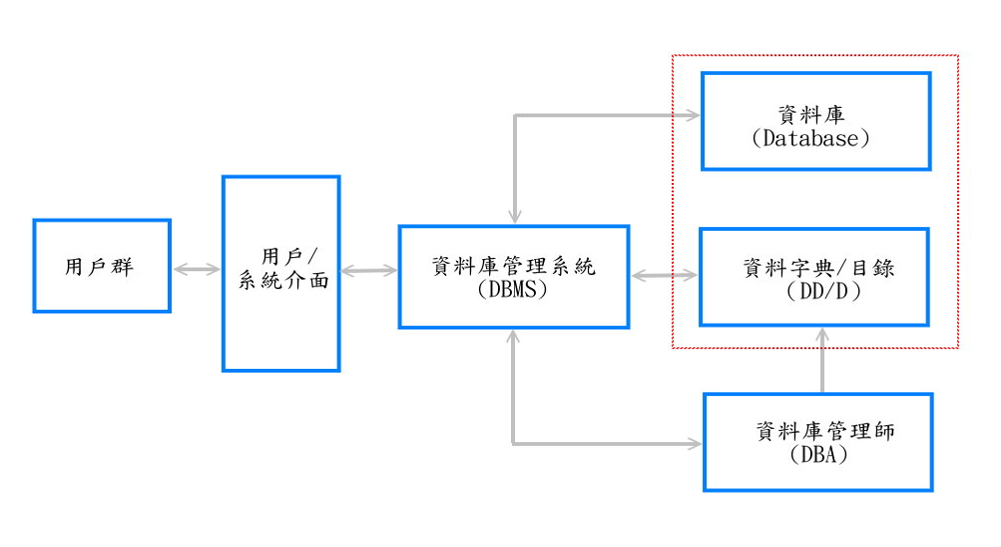 資料庫
(Database)
用戶群
用戶/
系統介面
資料庫管理系統
(DBMS)
資料字典/目錄
(DD/D)
資料庫管理師
(DBA)